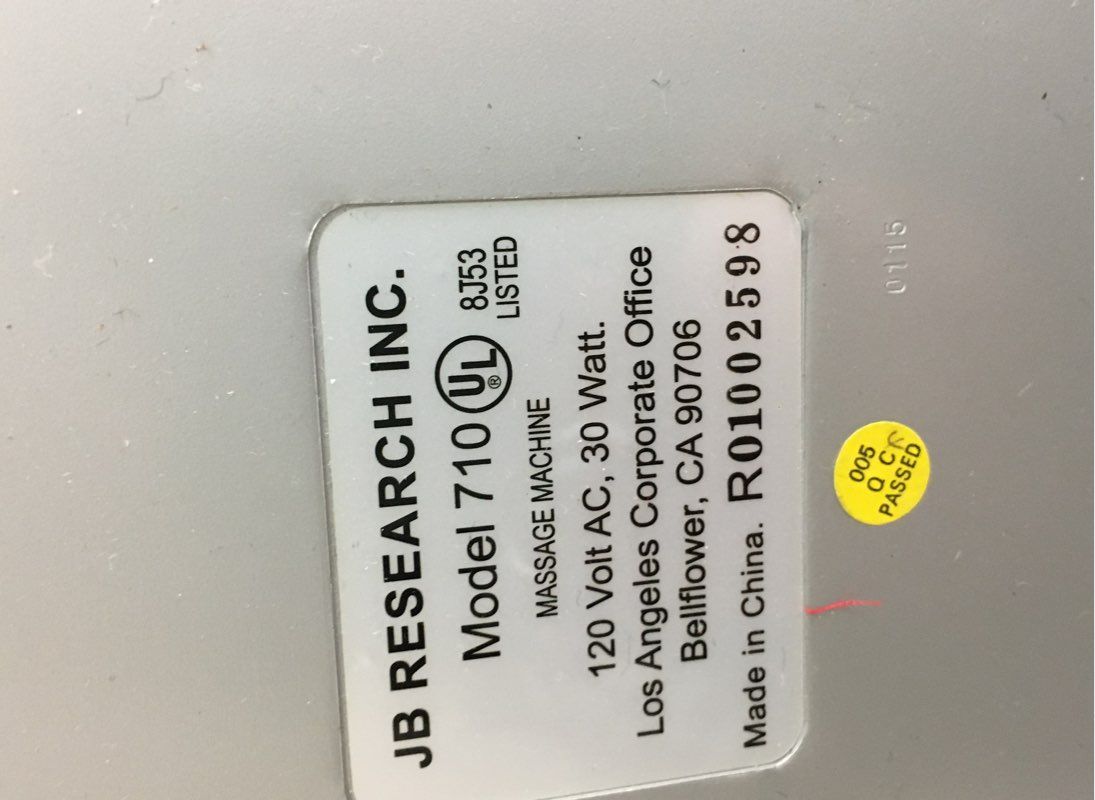 JB RESEARCH INC.
Model 710 UL ® 8J53
LISTED
MASSAGE MACHINE
120 Volt AC, 30 Watt.
Los Angeles Corporate Office
Bellflower, CA 90706
Made in China. R01002598
0115
005
Q C
PASSED